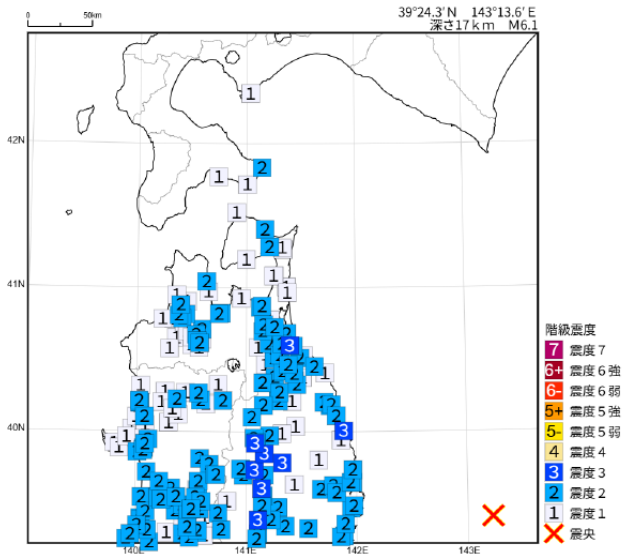 0 50km
39°24.3′N 143°13.6′E
深さ17km M6.1
42N
41N
40N
140E 141E 142E 143E
階級震度
7 震度7
6+ 震度6強
6- 震度6弱
5+ 震度5強
5- 震度5弱
4 震度4
3 震度3
2 震度2
1 震度1
震央